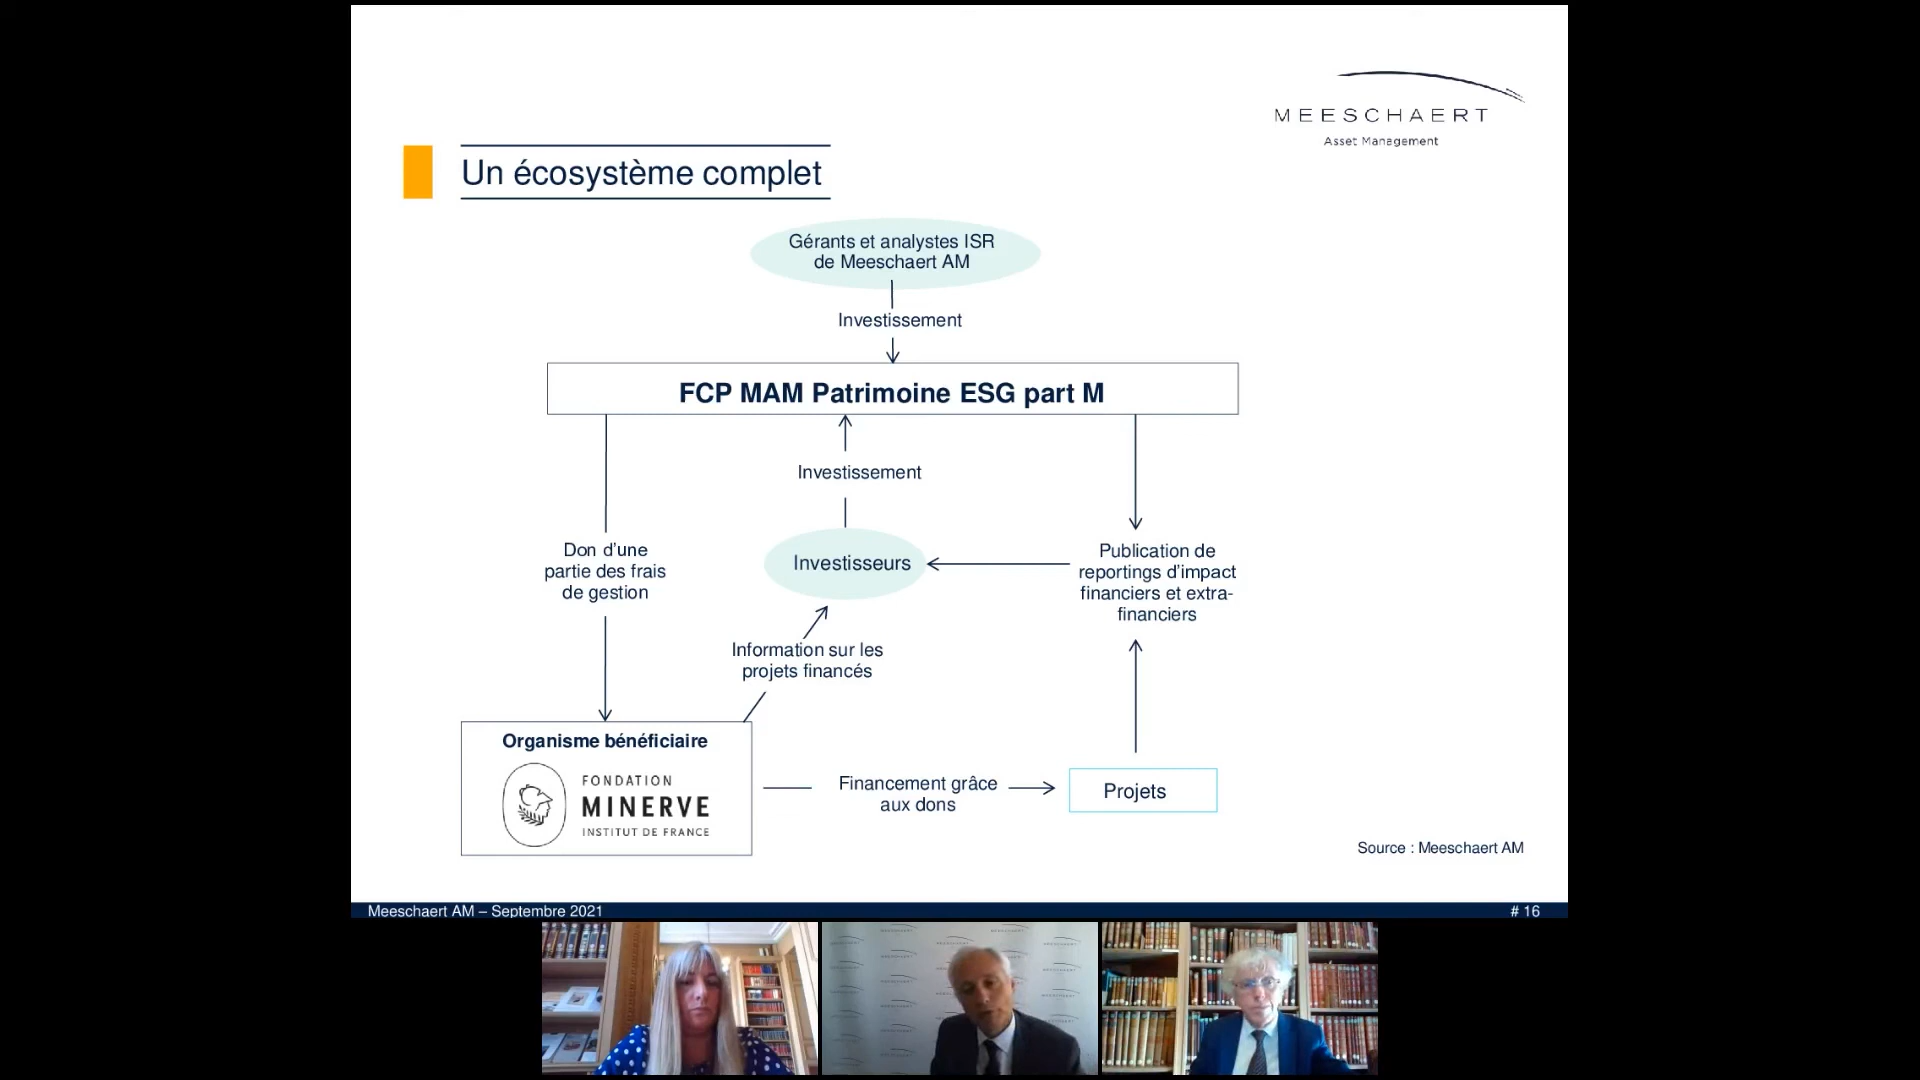 MEESCHAERT
Asset Management
Un écosystème complet
Gérants et analystes ISR
de Meeschaert AM
Investissement
FCP MAM Patrimoine ESG part M
Investissement
Don d’une
partie des frais
de gestion
Investisseurs
Publication de
reportings d’impact
financiers et extra-
financiers
Information sur les
projets financés
Organisme bénéficiaire
FONDATION
MINERVE
INSTITUT DE FRANCE
Financement grâce
aux dons
Projets
Source : Meeschaert AM
Meeschaert AM – Septembre 2021
# 16